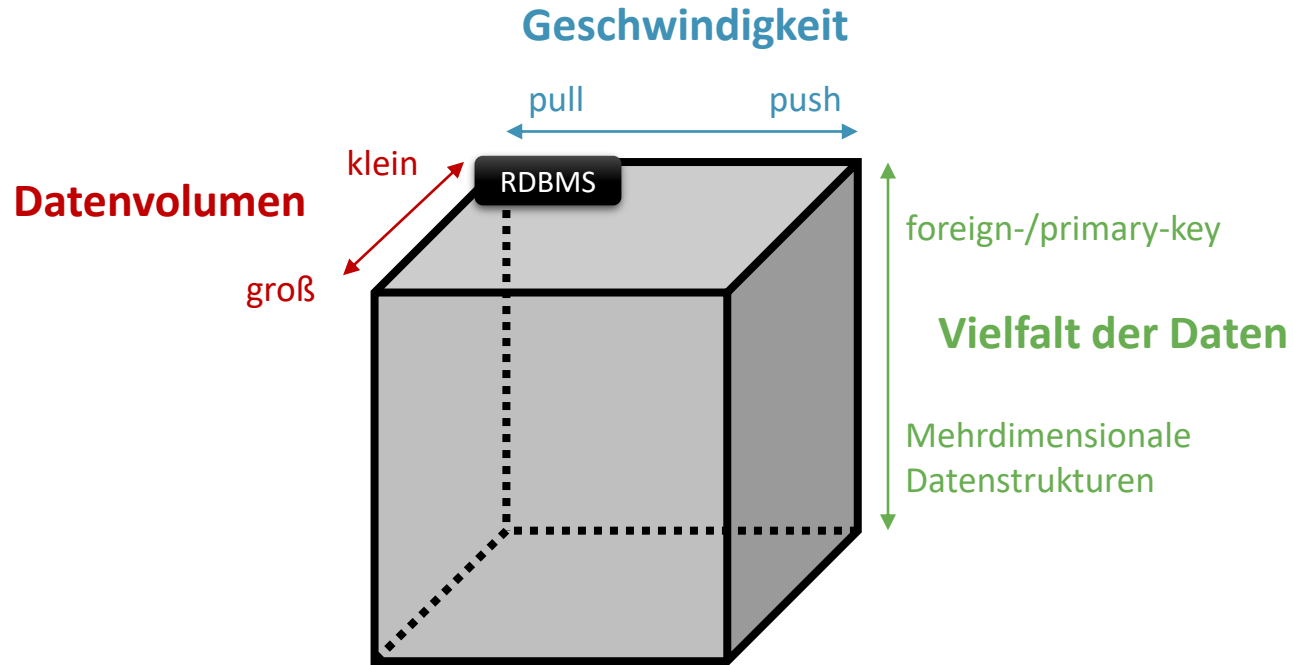 Geschwindigkeit
pull push
klein
RDBMS
Datenvolumen
foreign-/primary-key
groß
Vielfalt der Daten
Mehrdimensionale
Datenstrukturen